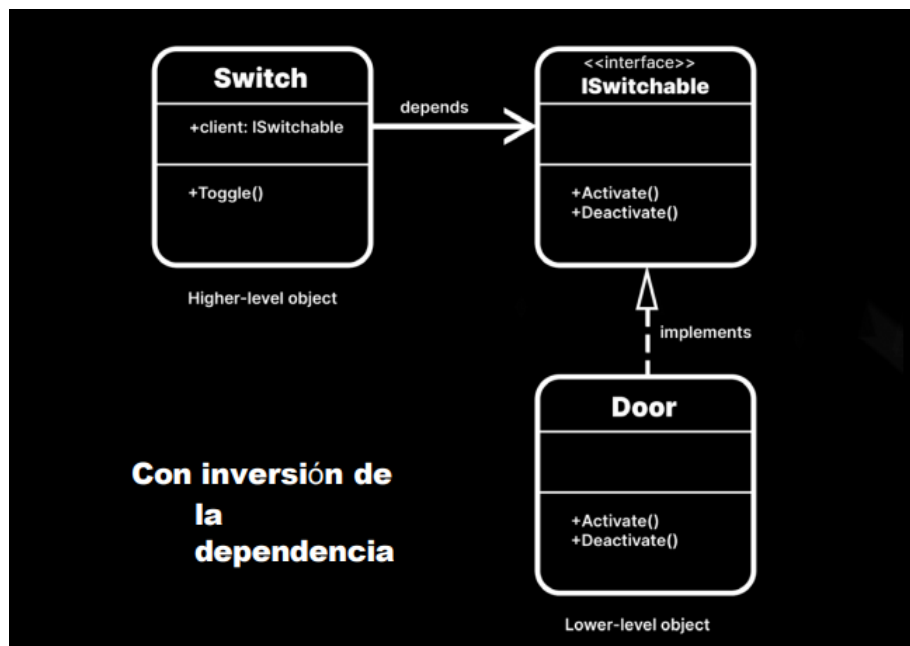 Switch
+client: ISwitchable
+Toggle()
Higher-level object
depends
<<interface>>
ISwitchable
+Activate()
+Deactivate()
implements
Door
+Activate()
+Deactivate()
Lower-level object
Con inversión de
la
dependencia